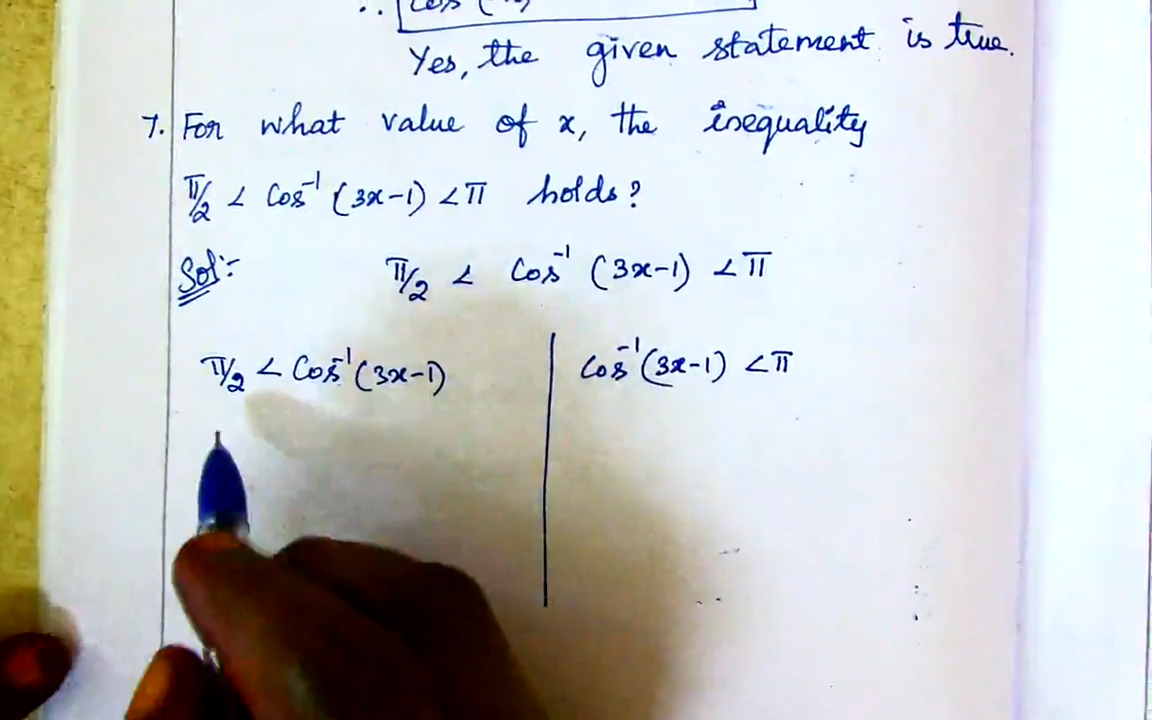 ∴ Cos
Yes, the given statement is true.
7. For what value of x, the inequality
π/2 < Cos⁻¹ (3x-1) < π holds?
Sol:- π/2 < Cos⁻¹ (3x-1) < π
π/2 < Cos⁻¹ (3x-1) Cos⁻¹ (3x-1) < π